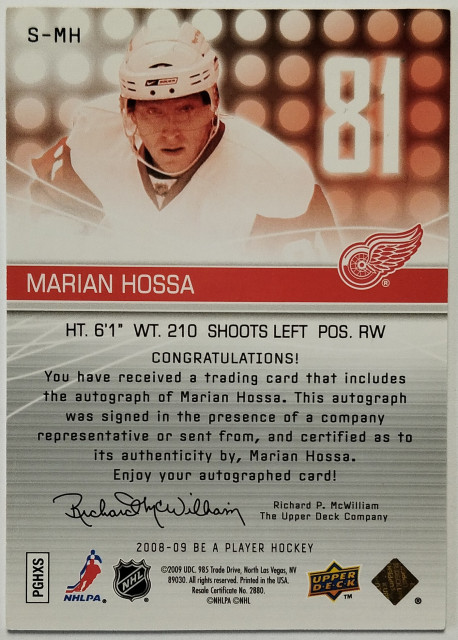 S-MH
81
MARIAN HOSSA
HT. 6'1" WT. 210 SHOOTS LEFT POS. RW
CONGRATULATIONS!
You have received a trading card that includes
the autograph of Marian Hossa. This autograph
was signed in the presence of a company
representative or sent from, and certified as to
its authenticity by, Marian Hossa.
Enjoy your autographed card!
Richard McWilliam
Richard P. McWilliam
The Upper Deck Company
2008-09 BE A PLAYER HOCKEY
PGHXS
NHLPA.
NHL
©2009 UDC. 985 Trade Drive, North Las Vegas, NV
89030. All rights reserved. Printed in the USA.
Resale Certificate No. 2880.
©NHLPA ©NHL
UPPER
DECK
TM
®